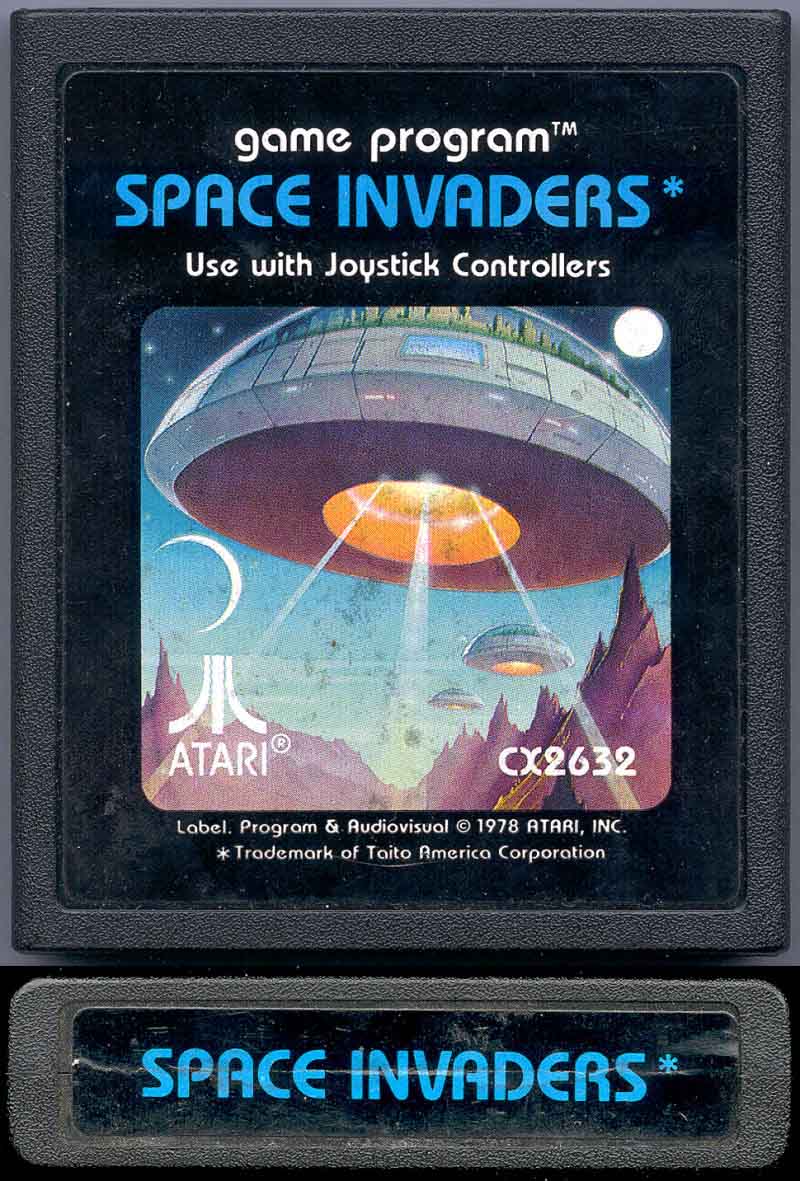 game program™
SPACE INVADERS*
Use with Joystick Controllers
ATARI®
CX2632
Label. Program & Audiovisual © 1978 ATARI, INC.
*Trademark of Taito America Corporation
SPACE INVADERS*